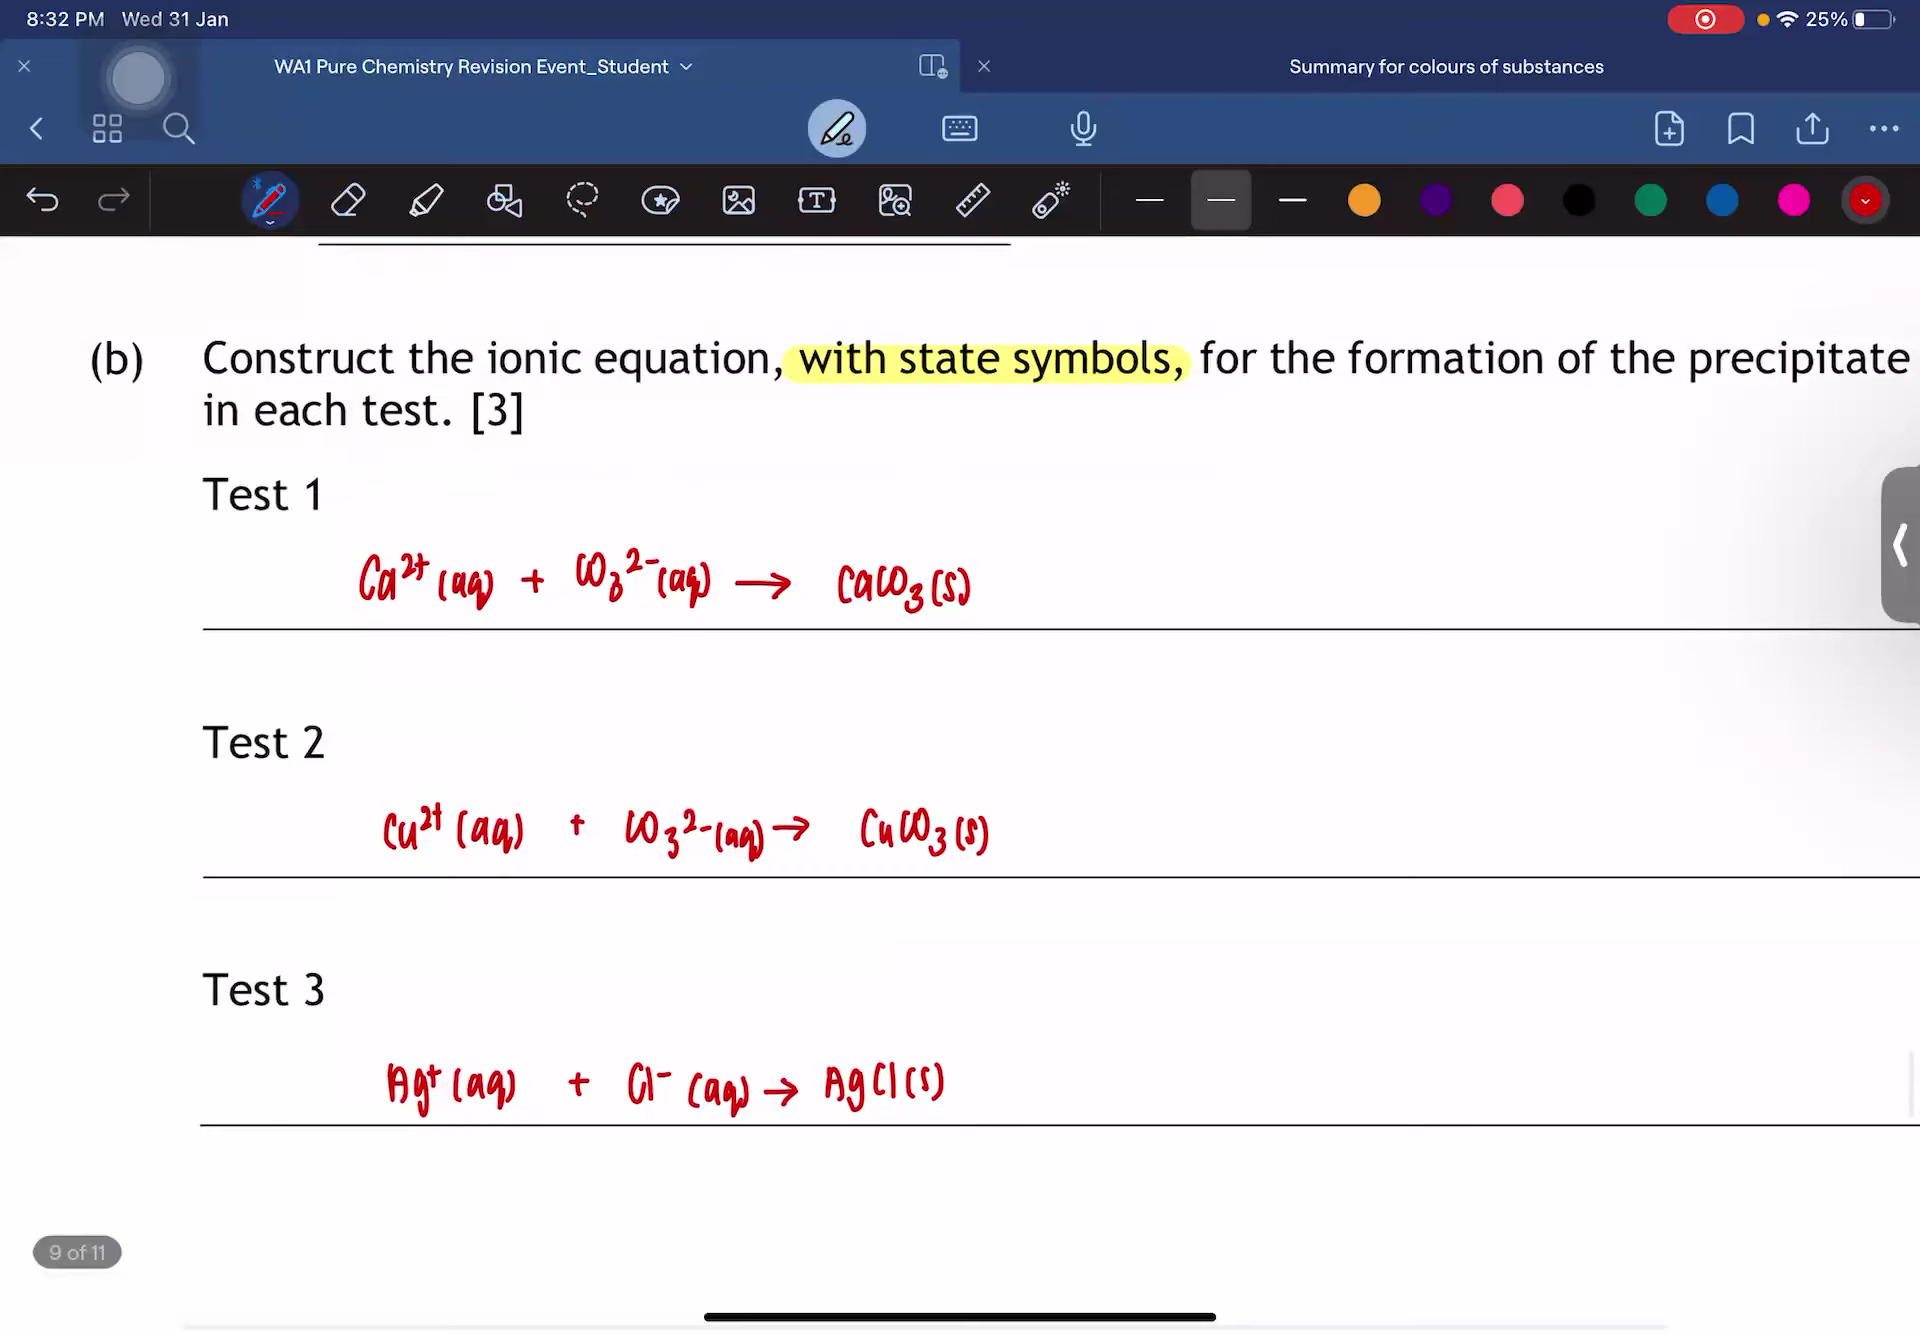 8:32 PM Wed 31 Jan
25%
WA1 Pure Chemistry Revision Event_Student
Summary for colours of substances
(b) Construct the ionic equation, with state symbols, for the formation of the precipitate
in each test. [3]
Test 1
Ca²⁺ (aq) + CO₃²⁻ (aq) → CaCO₃ (s)
Test 2
Cu²⁺ (aq) + CO₃²⁻ (aq) → CuCO₃ (s)
Test 3
Ag⁺ (aq) + Cl⁻ (aq) → AgCl (s)
9 of 11